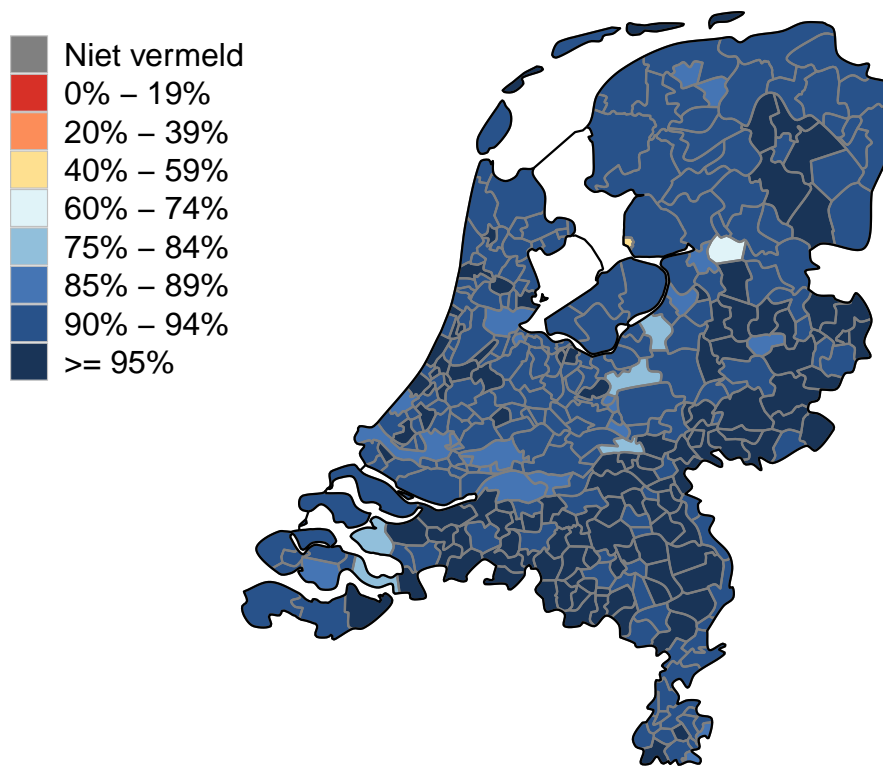 Niet vermeld
0% – 19%
20% – 39%
40% – 59%
60% – 74%
75% – 84%
85% – 89%
90% – 94%
>= 95%